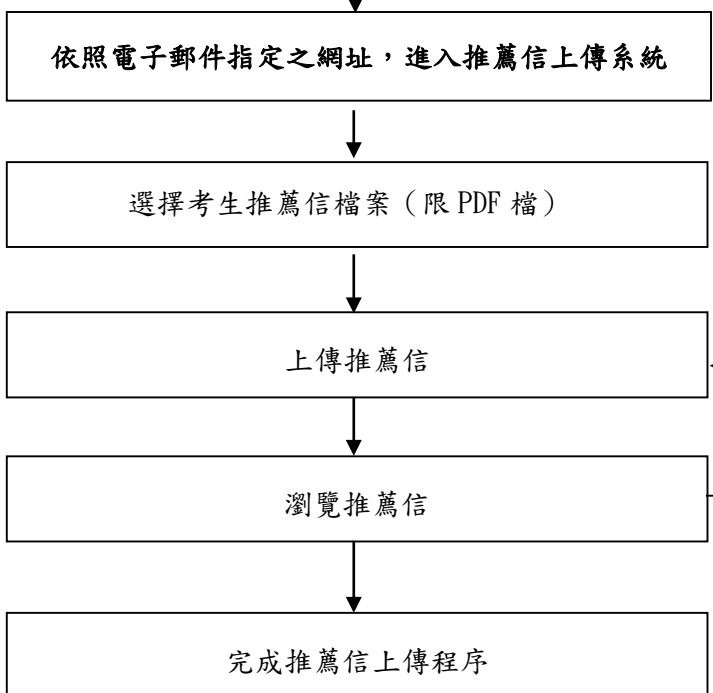 依照電子郵件指定之網址，進入推薦信上傳系統
選擇考生推薦信檔案（限 PDF 檔）
上傳推薦信
瀏覽推薦信
完成推薦信上傳程序